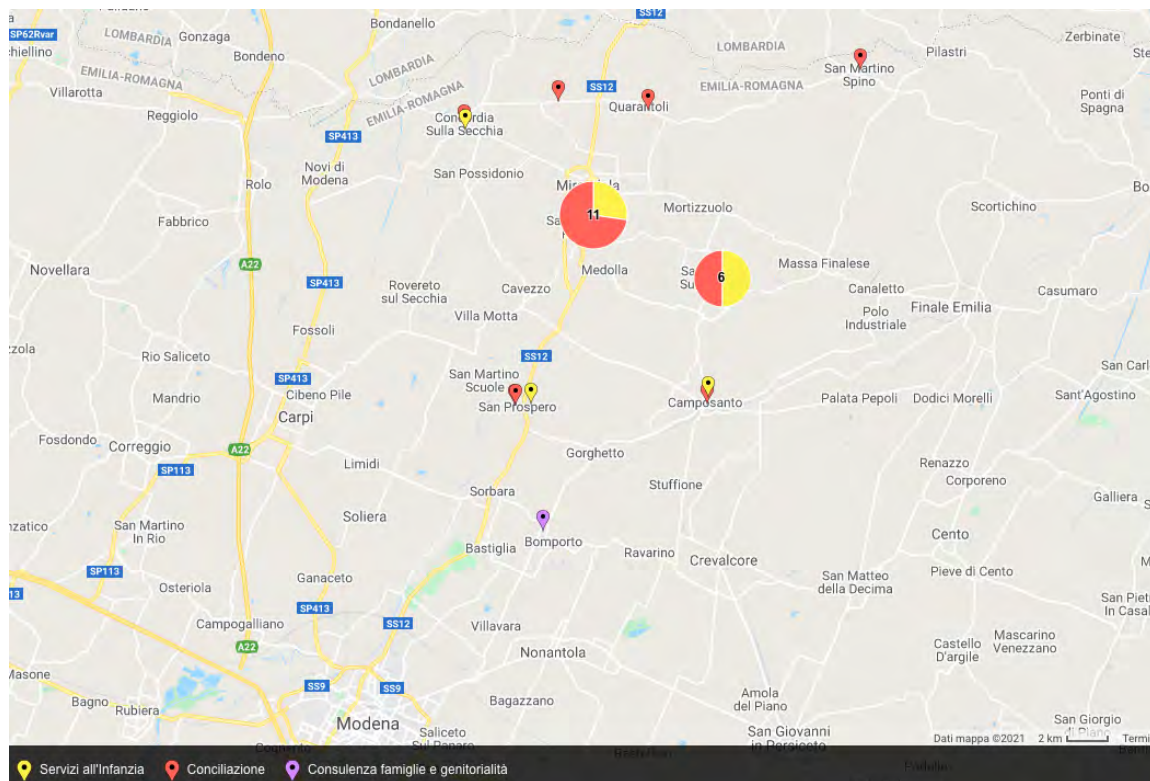 Bondanello
SS12
SP62Rvar
Gonzaga
LOMBARDIA
Zerbinate
Bondeno
LOMBARDIA
LOMBARDIA
Pilastri
EMILIA-ROMAGNA
San Martino
Spino
Villarotta
EMILIA-ROMAGNA
SS12
EMILIA-ROMAGNA
Ponti di
Spagna
Reggiolo
Concordia
Sulla Secchia
Quarantoli
SP413
Novi di
Modena
San Possidonio
Rolo
Mortizzuolo
Scortichino
Fabbrico
11
Novellara
A22
Medolla
6
Massa Finalese
SP413
Rovereto
sul Secchia
Cavezzo
Canaletto
Casumaro
Villa Motta
Polo
Industriale
Finale Emilia
Fossoli
Rio Saliceto
SS12
San Martino
Scuole
SP413
Cibeno Pile
Mandrio
San Prospero
Camposanto
Palata Pepoli
Dodici Morelli
Sant'Agostino
Carpi
Fosdondo
Correggio
A22
Gorghetto
SP113
Limidi
Renazzo
Corporeno
Stuffione
Sorbara
Galliera
San Martino
In Rio
Soliera
Bomporto
Cento
Bastiglia
Ravarino
Crevalcore
SP113
Ganaceto
San Matteo
della Decima
Pieve di Cento
Osteriola
SP413
Campogalliano
SS12
Villavara
Mascarino
Venezzano
A22
Nonantola
Castello
D'argile
Bagno
Rubiera
SS9
SS9
Bagazzano
Amola
del Piano
Modena
Saliceto
San Giovanni
San Giorgio
Dati mappa ©2021
2 km
Servizi all'Infanzia
Conciliazione
Consulenza famiglie e genitorialità